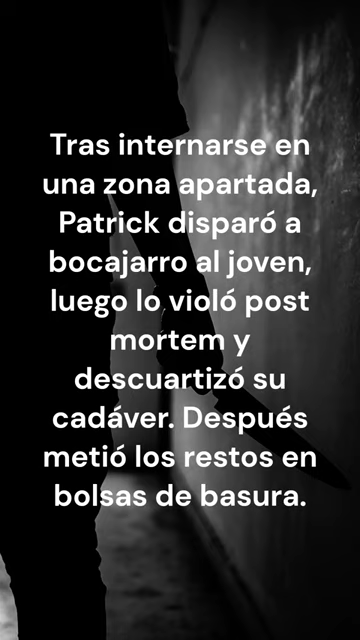 Tras internarse en
una zona apartada,
Patrick disparó a
bocajarro al joven,
luego lo violó post
mortem y
descuartizó su
cadáver. Después
metió los restos en
bolsas de basura.